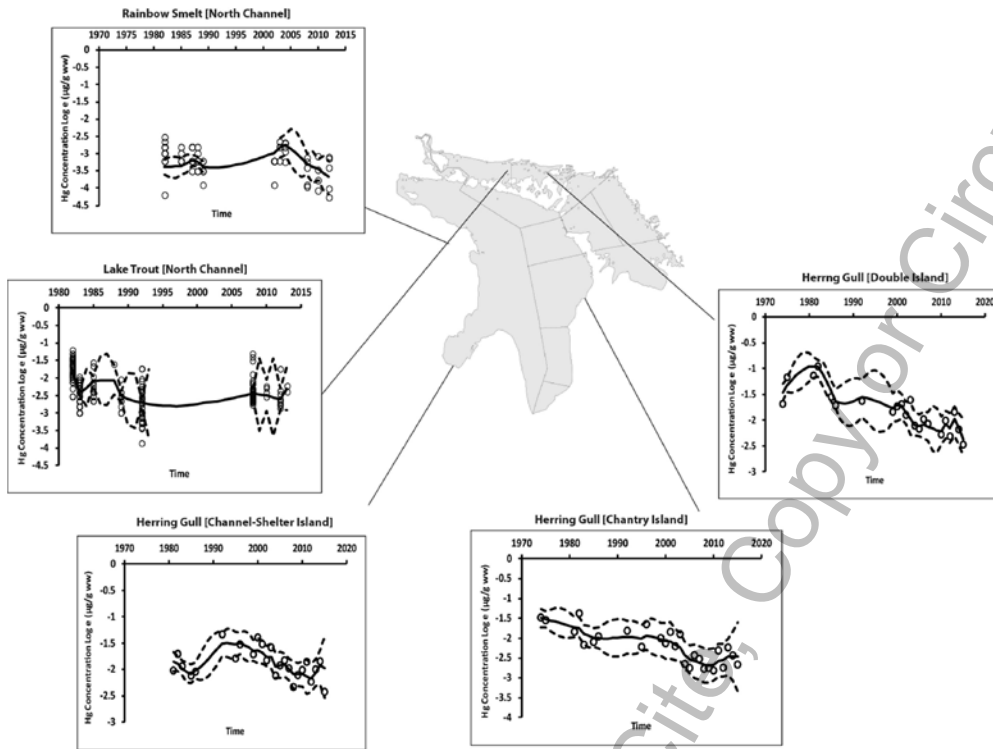 Rainbow Smelt [North Channel]
1970 1975 1980 1985 1990 1995 2000 2005 2010 2015
0
-0.5
-1
-1.5
-2
-2.5
-3
-3.5
-4
-4.5
Hg Concentration Log e (µg/g ww)
Time
Lake Trout [North Channel]
1980 1985 1990 1995 2000 2005 2010 2015
0
-0.5
-1
-1.5
-2
-2.5
-3
-3.5
-4
-4.5
Hg Concentration Log e (µg/g ww)
Time
Herrng Gull [Double Island]
1970 1980 1990 2000 2010 2020
0
-0.5
-1
-1.5
-2
-2.5
-3
Hg Concentration Log e (µg/g ww)
Time
Herring Gull [Channel-Shelter Island]
1970 1980 1990 2000 2010 2020
0
-0.5
-1
-1.5
-2
-2.5
-3
Hg Concentration Log e (µg/g ww)
Time
Herring Gull [Chantry Island]
1970 1980 1990 2000 2010 2020
0
-0.5
-1
-1.5
-2
-2.5
-3
-3.5
-4
Hg Concentration Log e (µg/g ww)
Time
Cite, Copy or Circ